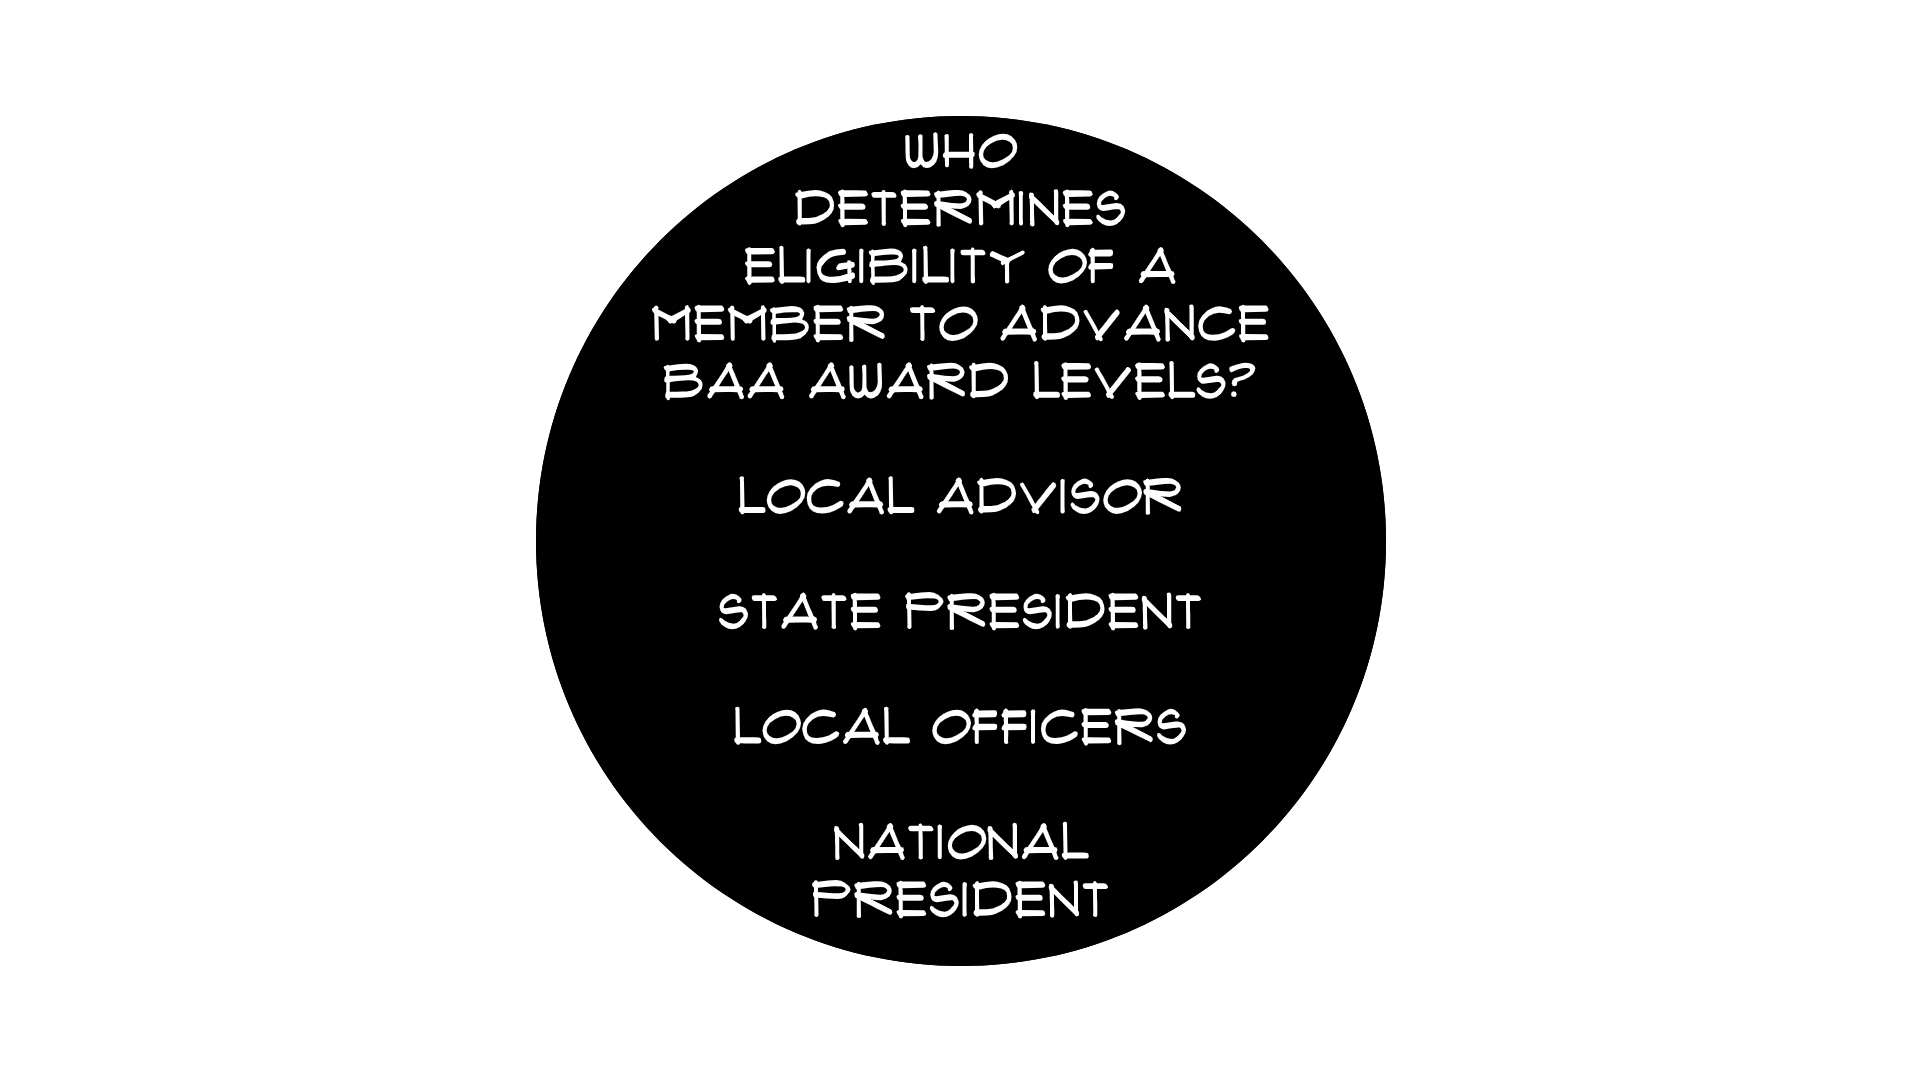 WHO
DETERMINES
ELIGIBILITY OF A
MEMBER TO ADVANCE
BAA AWARD LEVELS?
LOCAL ADVISOR
STATE PRESIDENT
LOCAL OFFICERS
NATIONAL
PRESIDENT